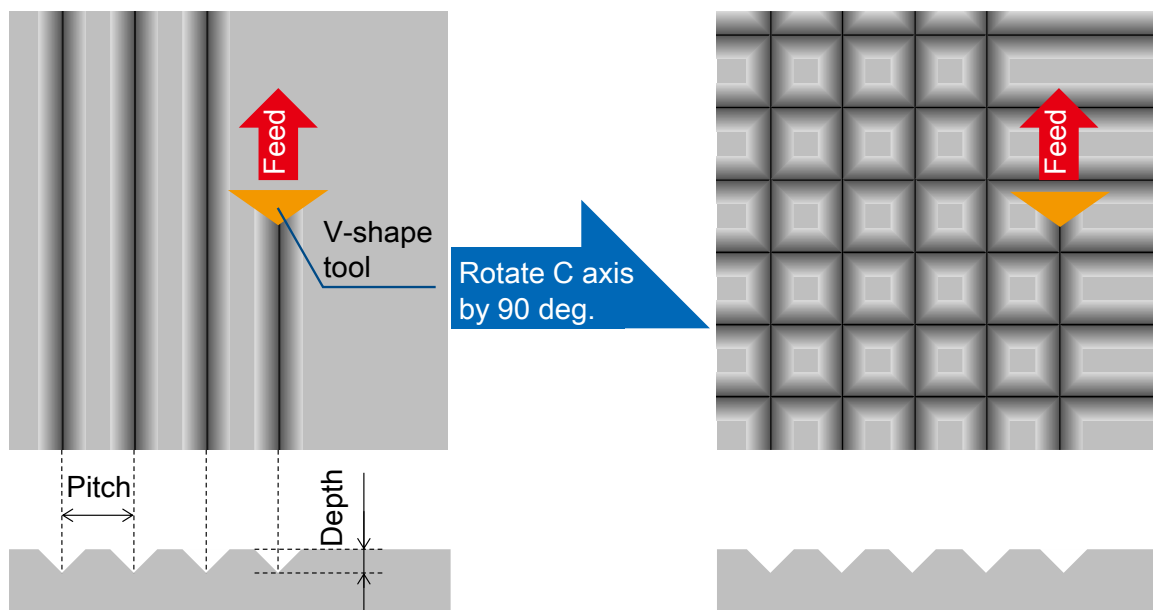 Feed
V-shape
tool
Rotate C axis
by 90 deg.
Feed
Pitch
Depth